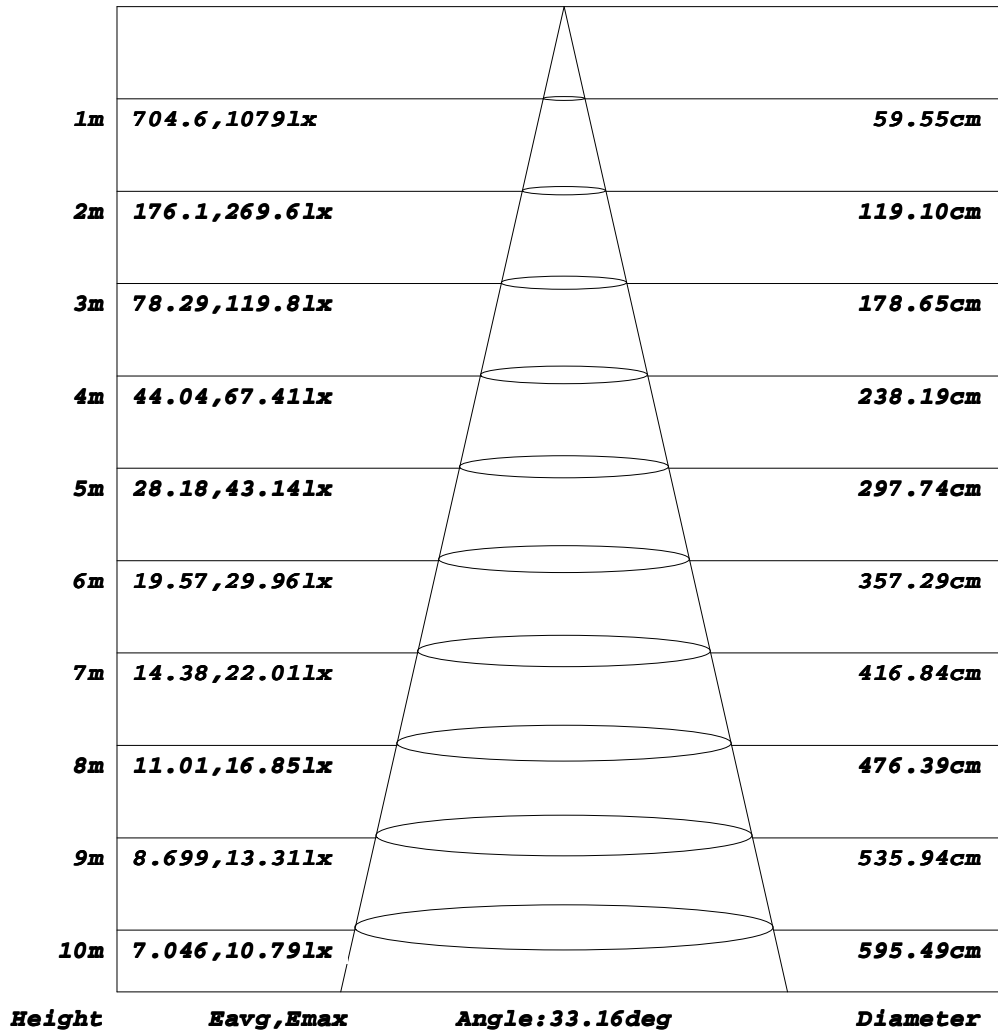 1m 704.6,1079lx 59.55cm
2m 176.1,269.6lx 119.10cm
3m 78.29,119.8lx 178.65cm
4m 44.04,67.41lx 238.19cm
5m 28.18,43.14lx 297.74cm
6m 19.57,29.96lx 357.29cm
7m 14.38,22.01lx 416.84cm
8m 11.01,16.85lx 476.39cm
9m 8.699,13.31lx 535.94cm
10m 7.046,10.79lx 595.49cm
Height Eavg,Emax Angle:33.16deg Diameter